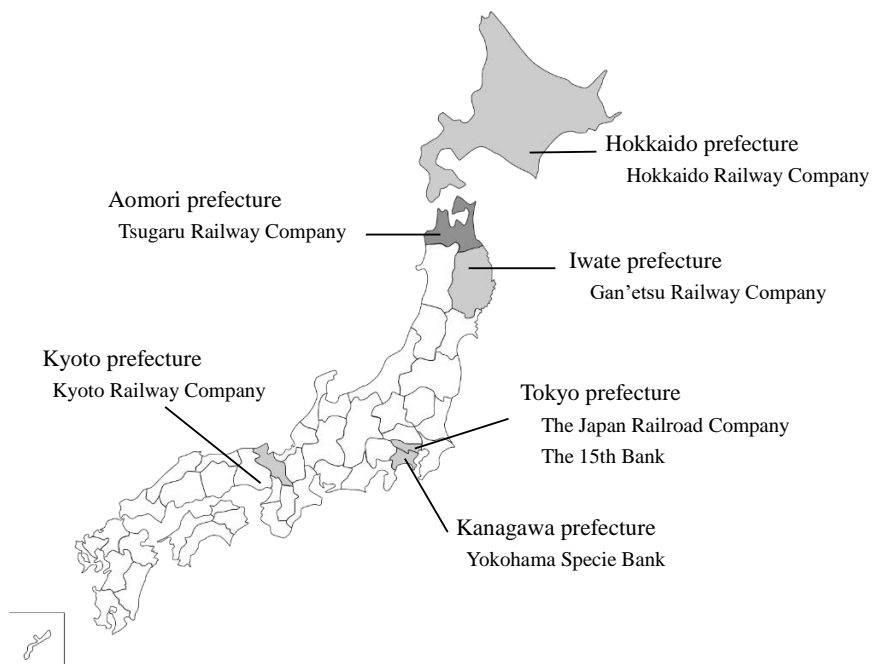 Hokkaido prefecture
Hokkaido Railway Company
Aomori prefecture
Tsugaru Railway Company
Iwate prefecture
Gan’etsu Railway Company
Kyoto prefecture
Kyoto Railway Company
Tokyo prefecture
The Japan Railroad Company
The 15th Bank
Kanagawa prefecture
Yokohama Specie Bank